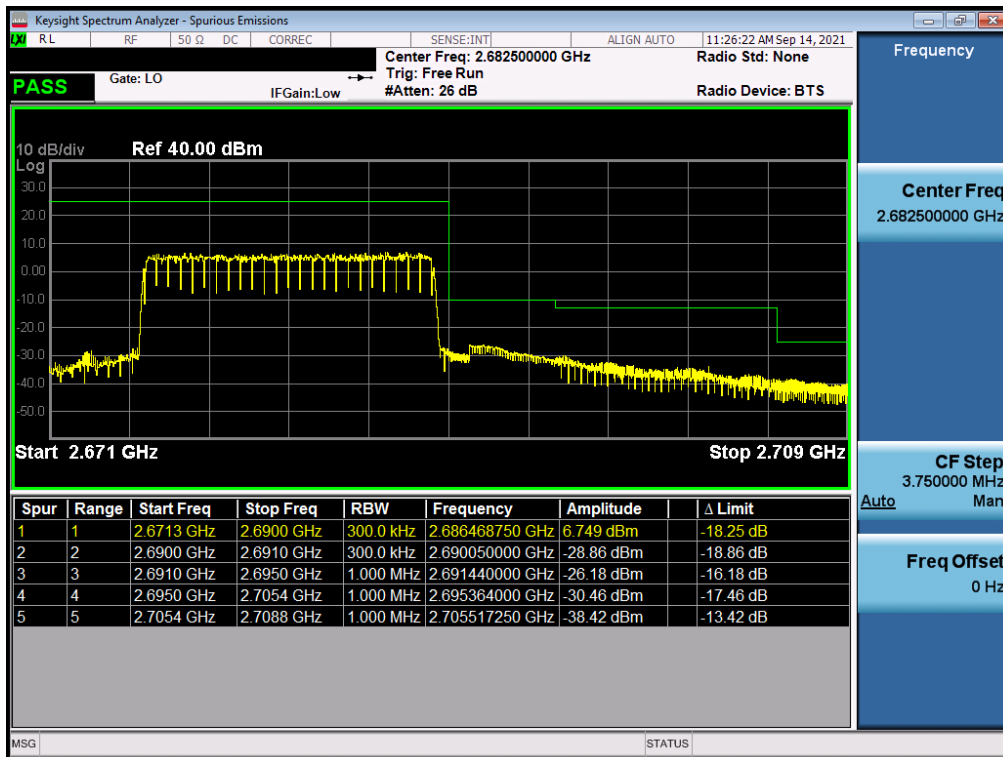 Keysight Spectrum Analyzer - Spurious Emissions
LXI RL RF 50 Ω DC CORREC SENSE:INT ALIGN AUTO 11:26:22 AM Sep 14, 2021
Frequency
Center Freq: 2.682500000 GHz Radio Std: None
Gate: LO Trig: Free Run
PASS IFGain:Low #Atten: 26 dB Radio Device: BTS
10 dB/div Ref 40.00 dBm
Log
30.0
20.0
10.0
0.00
-10.0
-20.0
-30.0
-40.0
-50.0
Start 2.671 GHz Stop 2.709 GHz
Center Freq
2.682500000 GHz
CF Step
3.750000 MHz
Auto Man
Freq Offset
0 Hz
Spur Range Start Freq Stop Freq RBW Frequency Amplitude Δ Limit
1 1 2.6713 GHz 2.6900 GHz 300.0 kHz 2.686468750 GHz 6.749 dBm -18.25 dB
2 2 2.6900 GHz 2.6910 GHz 300.0 kHz 2.690050000 GHz -28.86 dBm -18.86 dB
3 3 2.6910 GHz 2.6950 GHz 1.000 MHz 2.691440000 GHz -26.18 dBm -16.18 dB
4 4 2.6950 GHz 2.7054 GHz 1.000 MHz 2.695364000 GHz -30.46 dBm -17.46 dB
5 5 2.7054 GHz 2.7088 GHz 1.000 MHz 2.705517250 GHz -38.42 dBm -13.42 dB
MSG STATUS